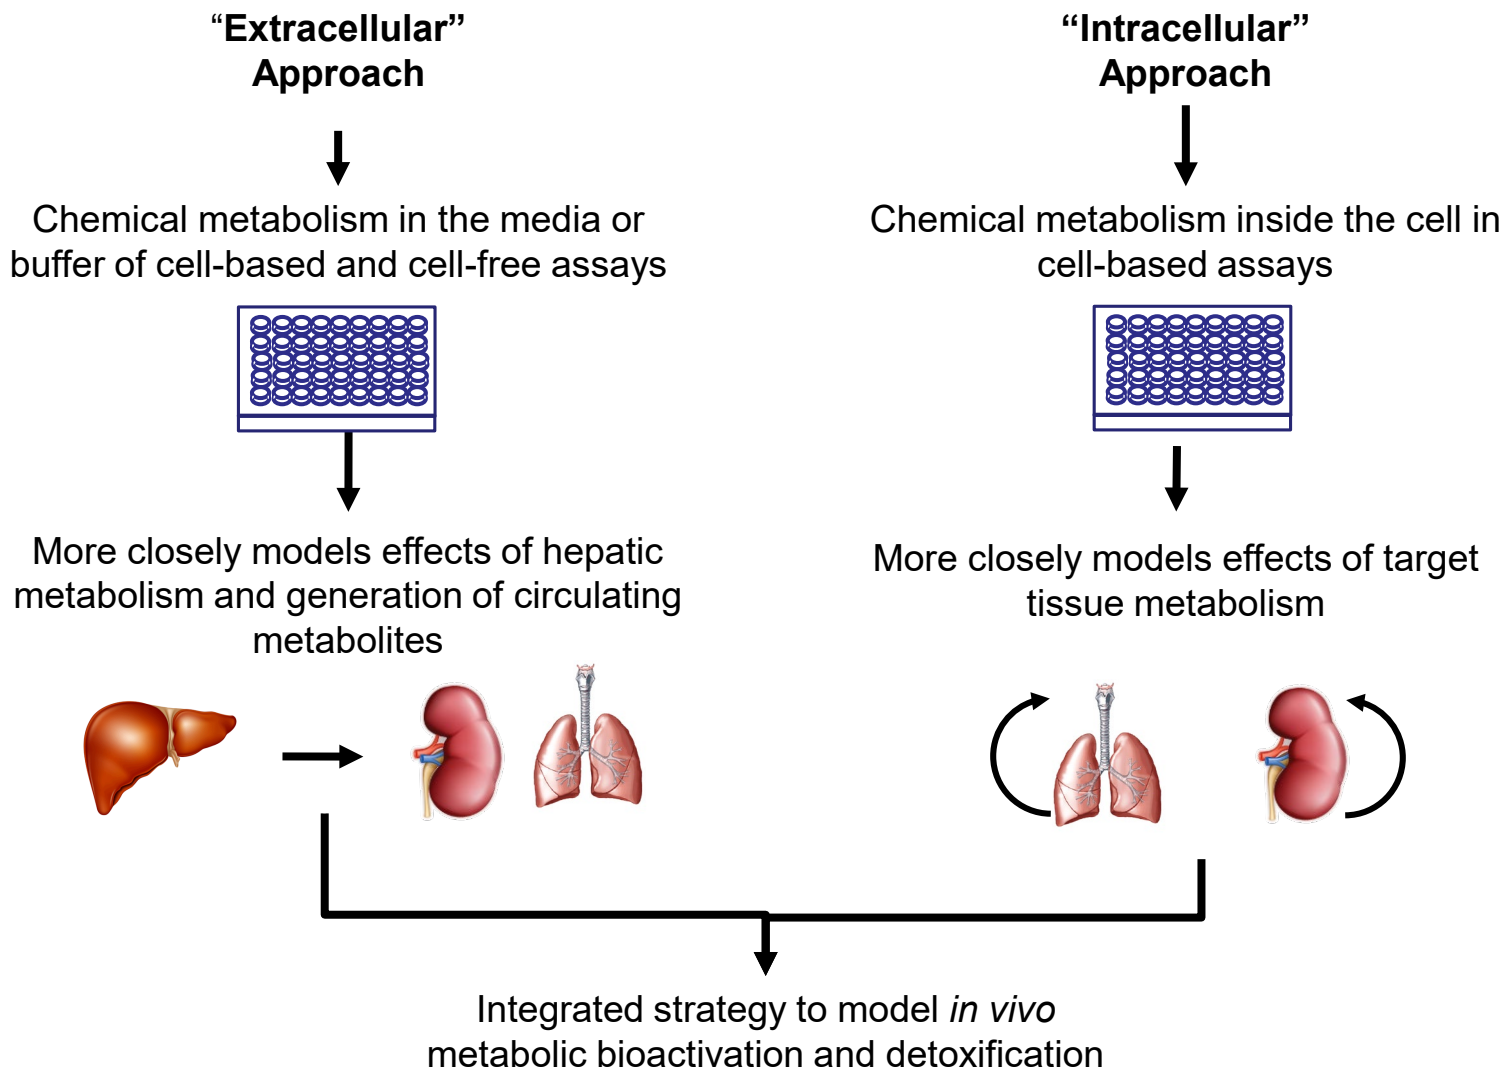 “Extracellular”
Approach
Chemical metabolism in the media or
buffer of cell-based and cell-free assays
More closely models effects of hepatic
metabolism and generation of circulating
metabolites
“Intracellular”
Approach
Chemical metabolism inside the cell in
cell-based assays
More closely models effects of target
tissue metabolism
Integrated strategy to model in vivo
metabolic bioactivation and detoxification